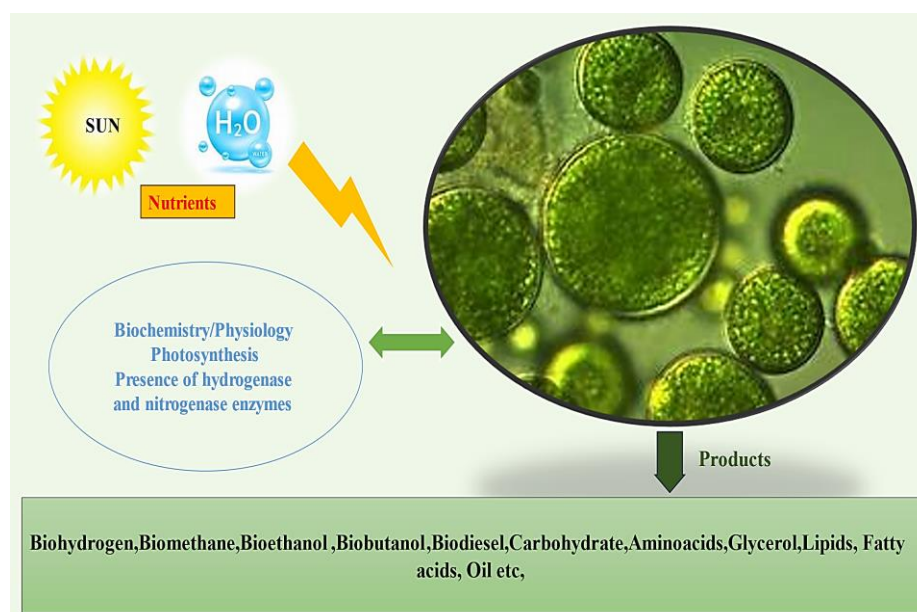 SUN
H₂O
WATER
Nutrients
Biochemistry/Physiology
Photosynthesis
Presence of hydrogenase
and nitrogenase enzymes
Products
Biohydrogen,Biomethane,Bioethanol ,Biobutanol,Biodiesel,Carbohydrate,Aminoacids,Glycerol,Lipids, Fatty
acids, Oil etc,